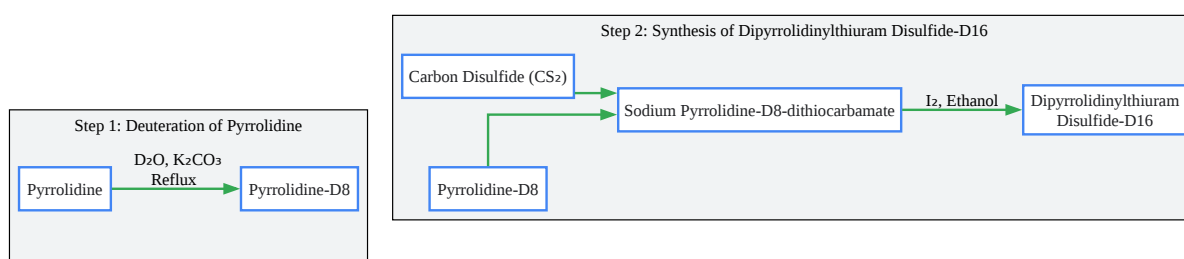 Step 1: Deuteration of Pyrrolidine
D₂O, K₂CO₃
Reflux
Pyrrolidine
Pyrrolidine-D8
Step 2: Synthesis of Dipyrrolidinylthiuram Disulfide-D16
Carbon Disulfide (CS₂)
Pyrrolidine-D8
Sodium Pyrrolidine-D8-dithiocarbamate
I₂, Ethanol
Dipyrrolidinylthiuram
Disulfide-D16